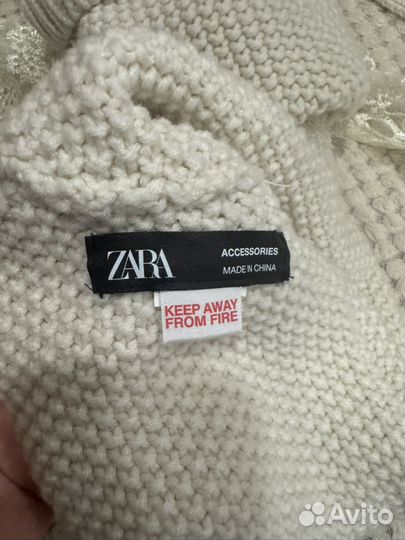 ZARA
ACCESSORIES
MADE IN CHINA
KEEP AWAY
FROM FIRE
Avito